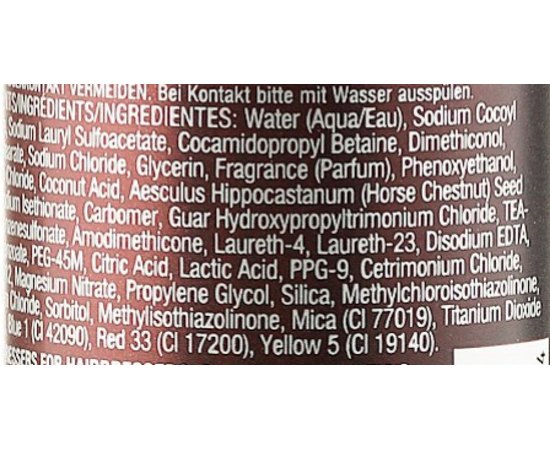 VERMEIDEN. Bei Kontakt bitte mit Wasser ausspülen.
INGRÉDIENTS/INGREDIENTES: Water (Aqua/Eau), Sodium Cocoyl
Sodium Lauryl Sulfoacetate, Cocamidopropyl Betaine, Dimethiconol,
Sodium Chloride, Glycerin, Fragrance (Parfum), Phenoxyethanol,
Chloride, Coconut Acid, Aesculus Hippocastanum (Horse Chestnut) Seed
Isethionate, Carbomer, Guar Hydroxypropyltrimonium Chloride, TEA-
Amodimethicone, Laureth-4, Laureth-23, Disodium EDTA,
PEG-45M, Citric Acid, Lactic Acid, PPG-9, Cetrimonium Chloride,
Magnesium Nitrate, Propylene Glycol, Silica, Methylchloroisothiazolinone,
Chloride, Sorbitol, Methylisothiazolinone, Mica (CI 77019), Titanium Dioxide
Blue 1 (CI 42090), Red 33 (CI 17200), Yellow 5 (CI 19140).
FOR